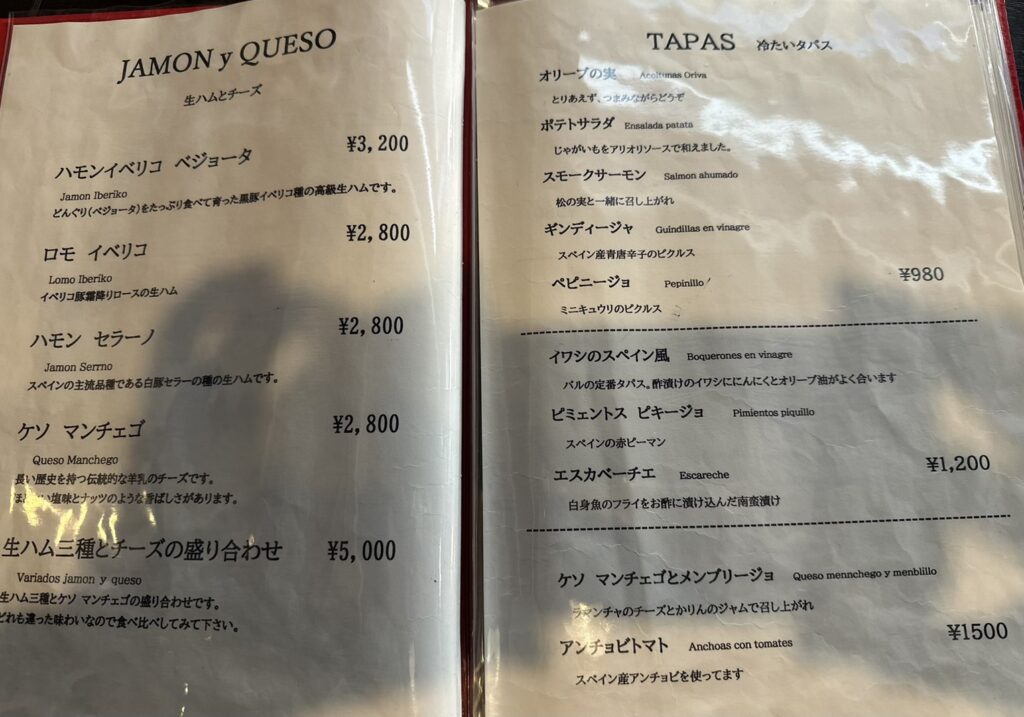 JAMON y QUESO
生ハムとチーズ
ハモンイベリコ ベジョータ ¥3,200
Jamon Iberiko
どんぐり(ベジョータ)をたっぷり食べて育った黒豚イベリコ種の高級生ハムです。
ロモ イベリコ ¥2,800
Lomo Iberiko
イベリコ豚霜降りロースの生ハム
ハモン セラーノ ¥2,800
Jamon Serrno
スペインの主流品種である白豚セラーの種の生ハムです。
ケソ マンチェゴ ¥2,800
Queso Manchego
長い歴史を持つ伝統的な羊乳のチーズです。
塩味とナッツのような香ばしさがあります。
生ハム三種とチーズの盛り合わせ ¥5,000
Variados jamon y queso
生ハム三種とケソ マンチェゴの盛り合わせです。
どれも違った味わいなので食べ比べしてみて下さい。
TAPAS 冷たいタパス
オリーブの実 Aceitunas Oriva
とりあえず、つまみながらどうぞ
ポテトサラダ Ensalada patata
じゃがいもをアリオリソースで和えました。
スモークサーモン Salmon ahumado
松の実と一緒に召し上がれ
ギンディージャ Guindillas en vinagre
スペイン産青唐辛子のピクルス
ペピニージョ Pepinillo ¥980
ミニキュウリのピクルス
イワシのスペイン風 Boquerones en vinagre
バルの定番タパス。酢漬けのイワシににんにくとオリーブ油がよく合います
ピミェントス ピキージョ Pimientos piquillo
スペインの赤ピーマン
エスカベーチエ Escareche ¥1,200
白身魚のフライをお酢に漬け込んだ南蛮漬け
ケソ マンチェゴとメンブリージョ Queso mennchego y menblillo
ラマンチャのチーズとかりんのジャムで召し上がれ
アンチョビトマト Anchoas con tomates ¥1500
スペイン産アンチョビを使ってます